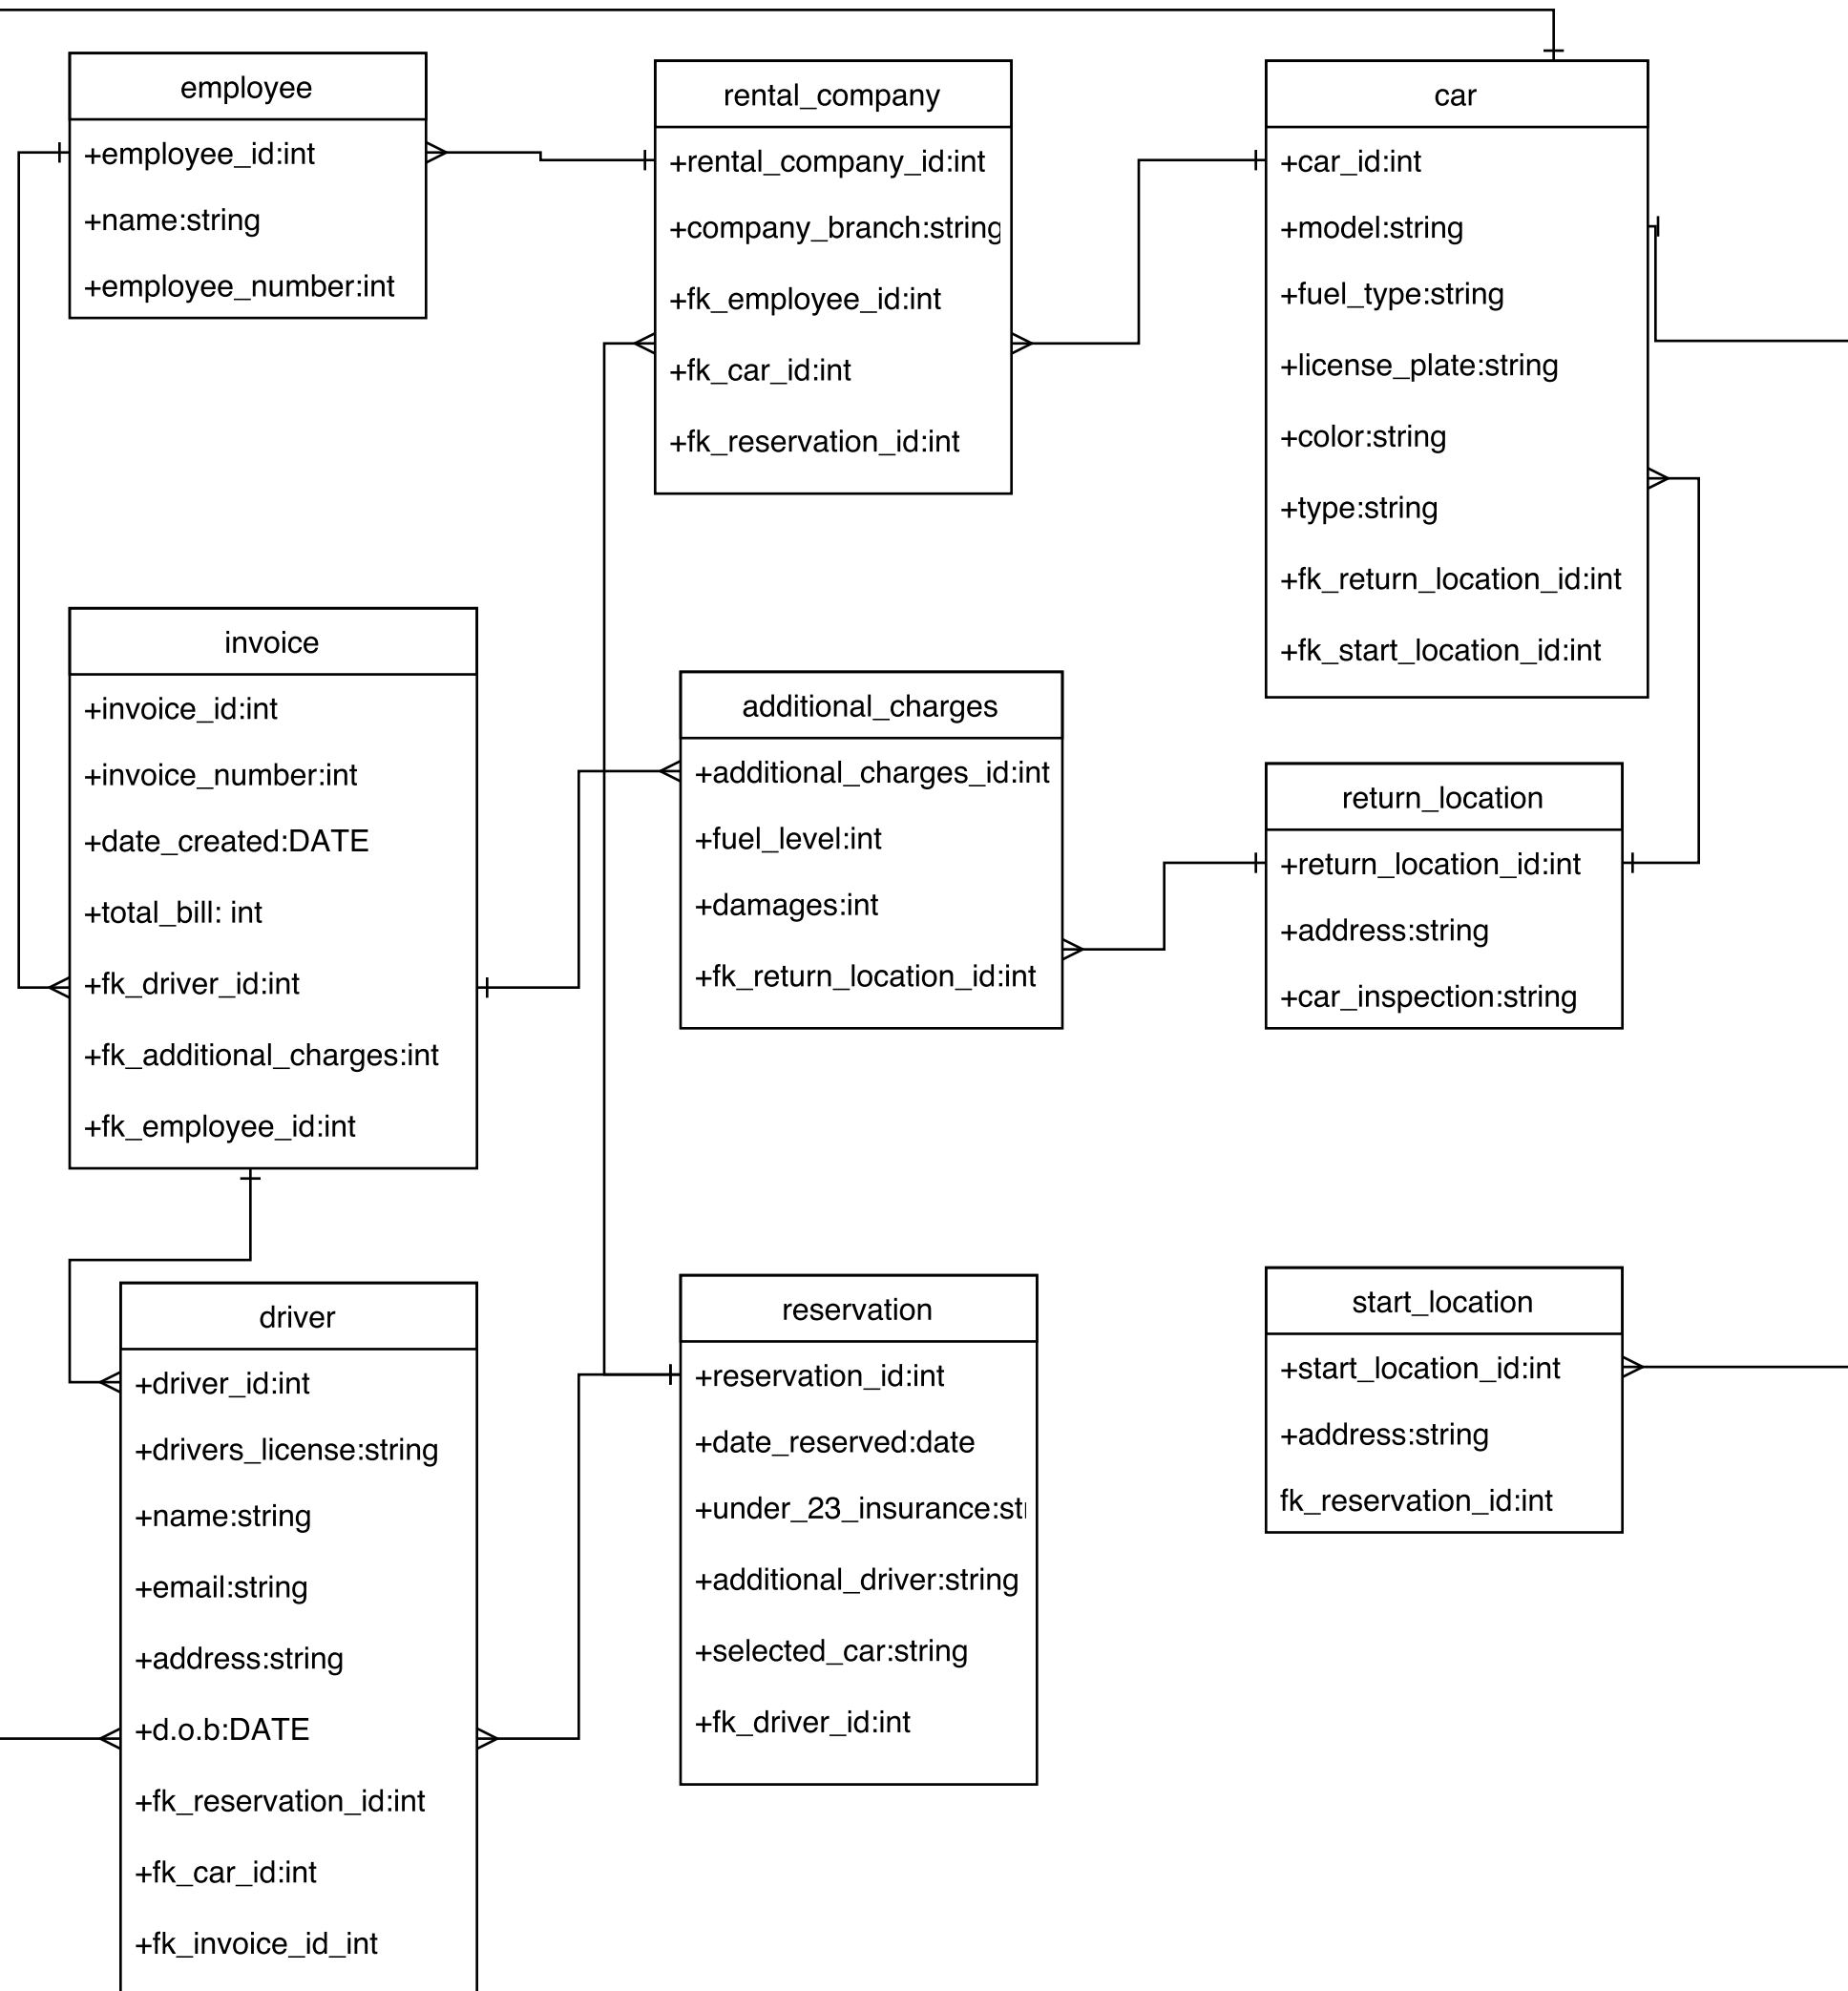 employee
+employee_id:int
+name:string
+employee_number:int
rental_company
+rental_company_id:int
+company_branch:string
+fk_employee_id:int
+fk_car_id:int
+fk_reservation_id:int
car
+car_id:int
+model:string
+fuel_type:string
+license_plate:string
+color:string
+type:string
+fk_return_location_id:int
+fk_start_location_id:int
invoice
+invoice_id:int
+invoice_number:int
+date_created:DATE
+total_bill: int
+fk_driver_id:int
+fk_additional_charges:int
+fk_employee_id:int
additional_charges
+additional_charges_id:int
+fuel_level:int
+damages:int
+fk_return_location_id:int
return_location
+return_location_id:int
+address:string
+car_inspection:string
driver
+driver_id:int
+drivers_license:string
+name:string
+email:string
+address:string
+d.o.b:DATE
+fk_reservation_id:int
+fk_car_id:int
+fk_invoice_id_int
reservation
+reservation_id:int
+date_reserved:date
+under_23_insurance:st
+additional_driver:string
+selected_car:string
+fk_driver_id:int
start_location
+start_location_id:int
+address:string
fk_reservation_id:int